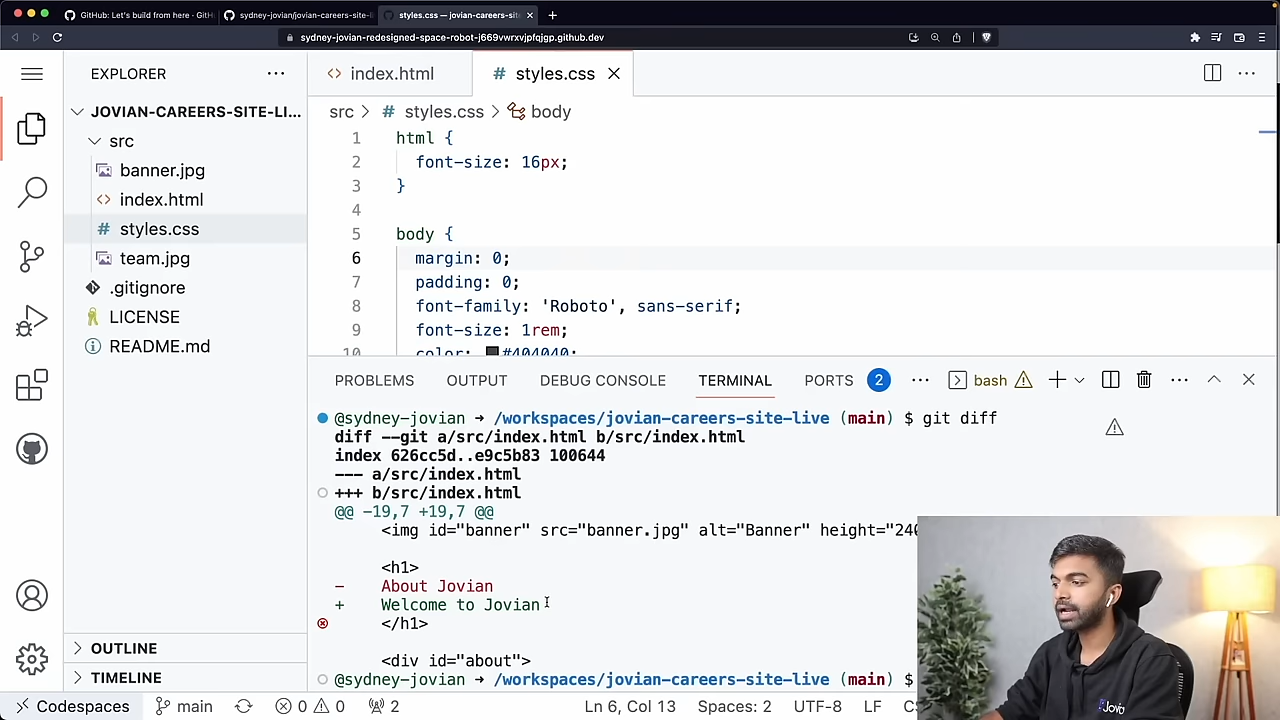 GitHub: Let's build from here · GitH
sydney-jovian/jovian-careers-site-li
styles.css — jovian-careers-site
sydney-jovian-redesigned-space-robot-j669vwrxvjpfqjgp.github.dev
EXPLORER
index.html
styles.css
JOVIAN-CAREERS-SITE-LI...
src > styles.css > body
src
banner.jpg
index.html
styles.css
team.jpg
.gitignore
LICENSE
README.md
1 html {
2 font-size: 16px;
3 }
4
5 body {
6 margin: 0;
7 padding: 0;
8 font-family: 'Roboto', sans-serif;
9 font-size: 1rem;
10 color: #404040;
PROBLEMS OUTPUT DEBUG CONSOLE TERMINAL PORTS 2 bash
@sydney-jovian → /workspaces/jovian-careers-site-live (main) $ git diff
diff --git a/src/index.html b/src/index.html
index 626cc5d..e9c5b83 100644
--- a/src/index.html
+++ b/src/index.html
@@ -19,7 +19,7 @@
<img id="banner" src="banner.jpg" alt="Banner" height="240
<h1>
- About Jovian
+ Welcome to Jovian
</h1>
<div id="about">
@sydney-jovian → /workspaces/jovian-careers-site-live (main) $
OUTLINE
TIMELINE
Codespaces main 0 0 2 Ln 6, Col 13 Spaces: 2 UTF-8 LF